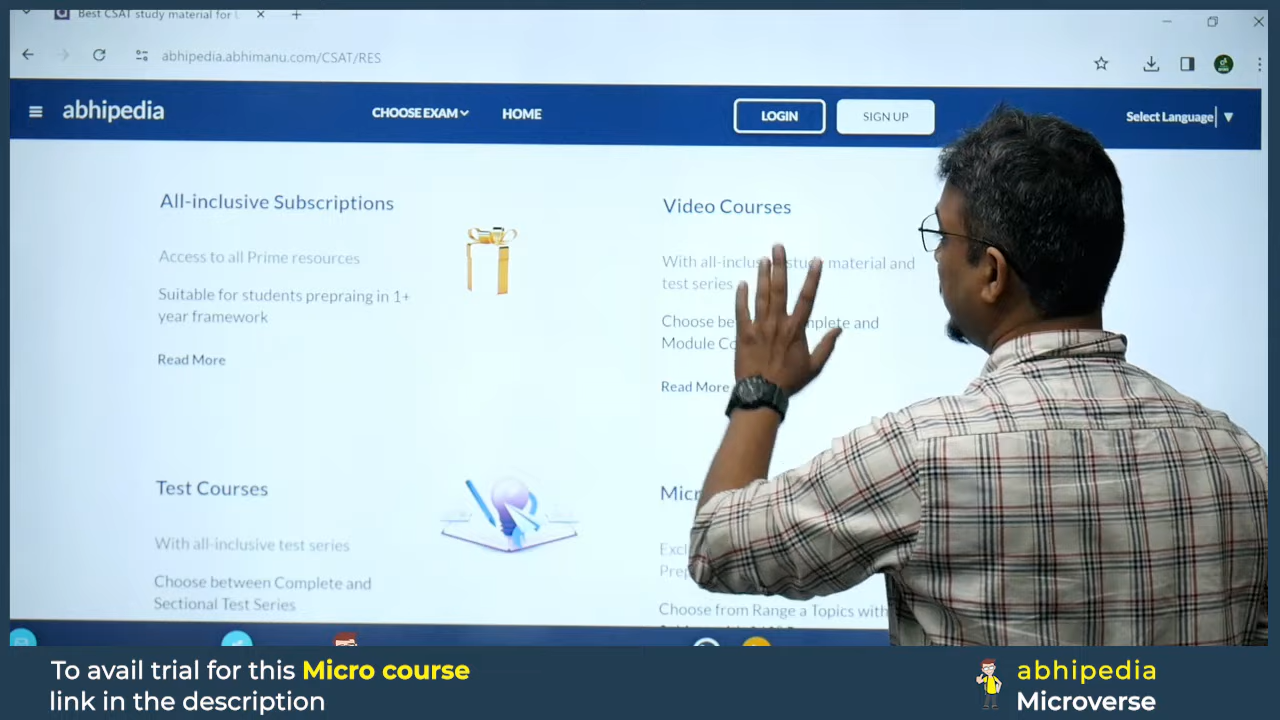 Best CSAT study material for
abhipedia.abhimanu.com/CSAT/RES
abhipedia
CHOOSE EXAM
HOME
LOGIN
SIGN UP
Select Language
All-inclusive Subscriptions
Access to all Prime resources
Suitable for students prepraing in 1+
year framework
Read More
Video Courses
With all-inclus study material and
test series
Choose be plete and
Module Co
Read More
Test Courses
With all-inclusive test series
Choose between Complete and
Sectional Test Series
Micr
Excl
Prep
Choose from Range a Topics with
To avail trial for this Micro course
link in the description
abhipedia
Microverse